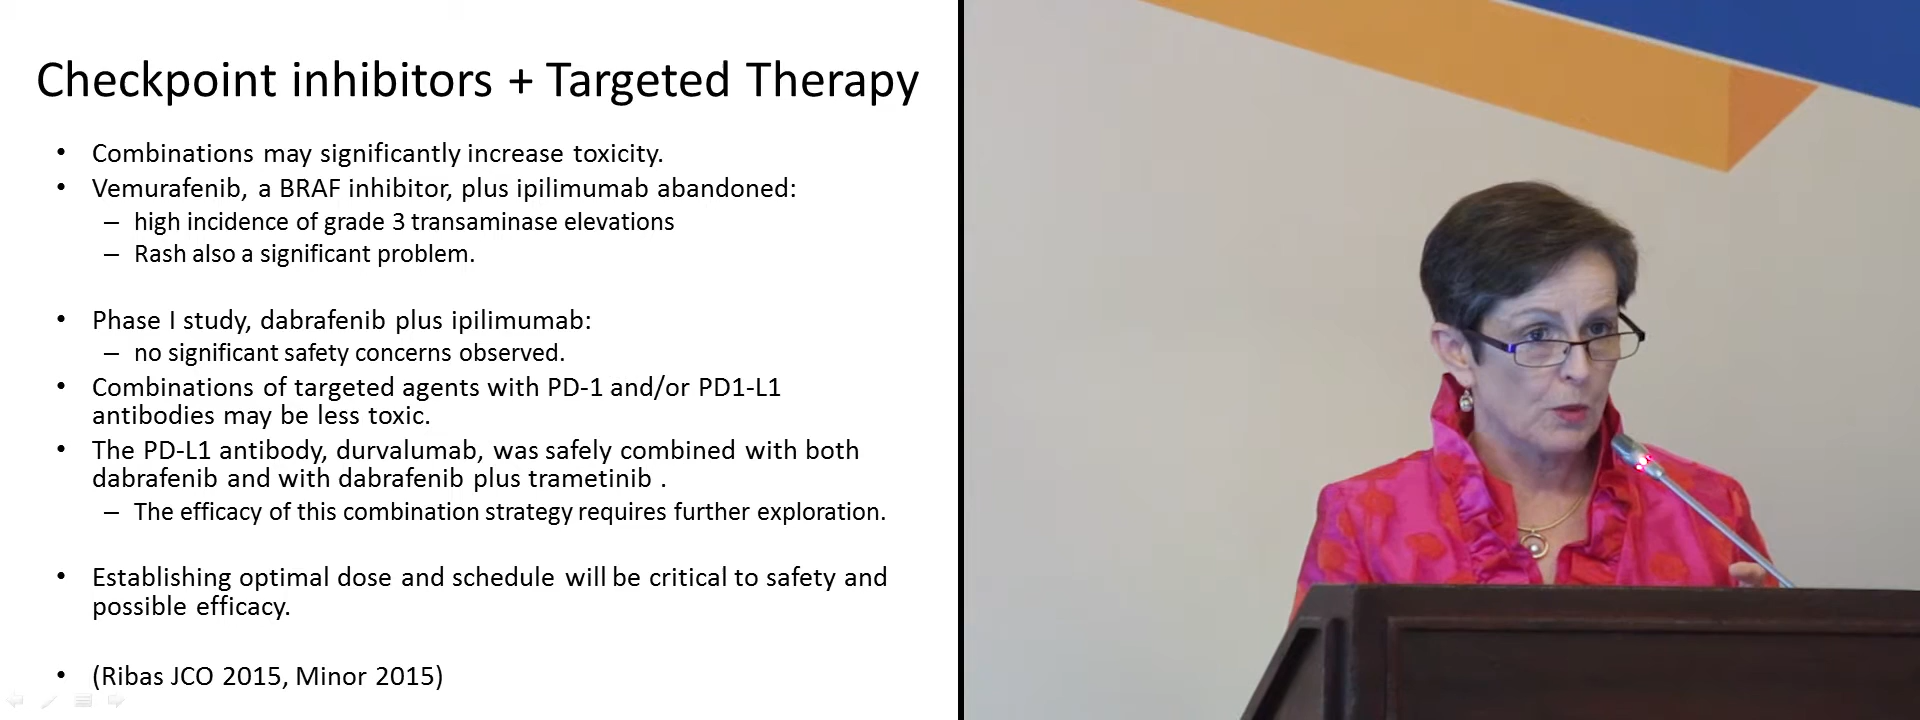 Checkpoint inhibitors + Targeted Therapy
• Combinations may significantly increase toxicity.
• Vemurafenib, a BRAF inhibitor, plus ipilimumab abandoned:
– high incidence of grade 3 transaminase elevations
– Rash also a significant problem.
• Phase I study, dabrafenib plus ipilimumab:
– no significant safety concerns observed.
• Combinations of targeted agents with PD-1 and/or PD1-L1
antibodies may be less toxic.
• The PD-L1 antibody, durvalumab, was safely combined with both
dabrafenib and with dabrafenib plus trametinib .
– The efficacy of this combination strategy requires further exploration.
• Establishing optimal dose and schedule will be critical to safety and
possible efficacy.
• (Ribas JCO 2015, Minor 2015)